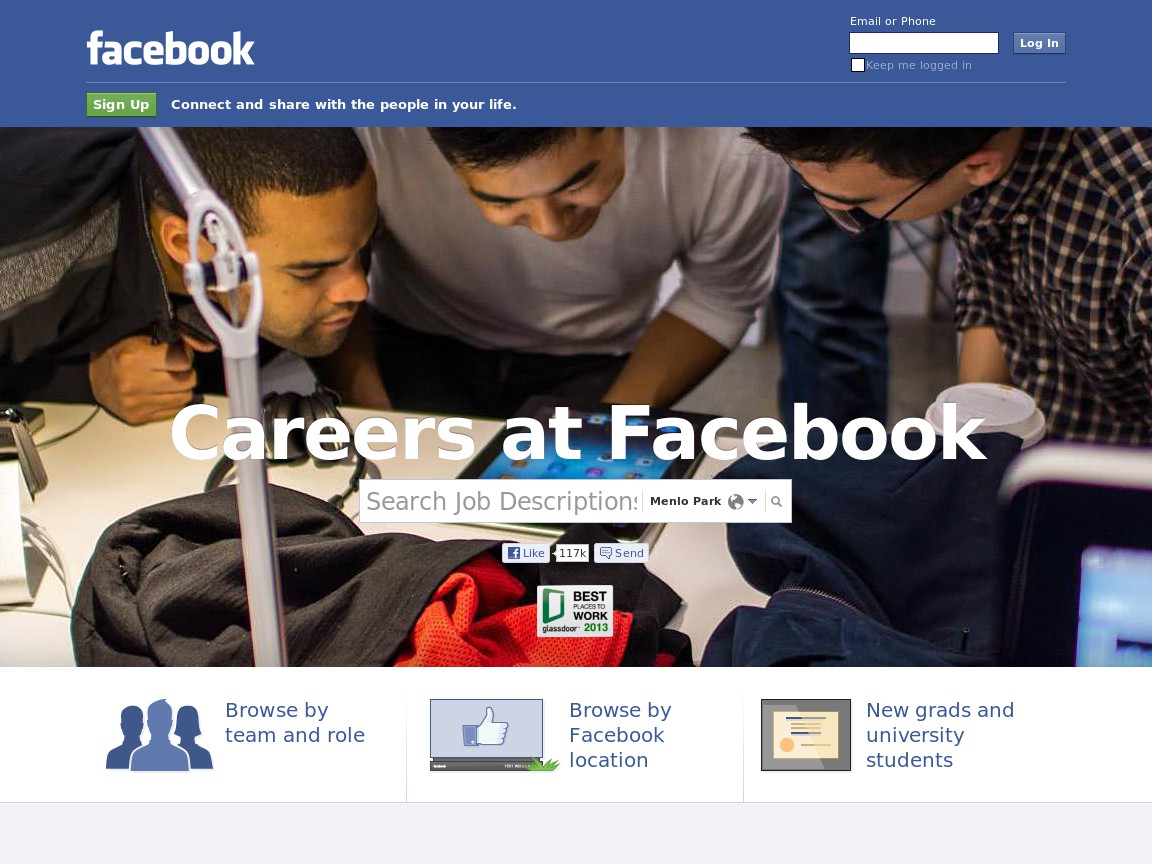 facebook
Email or Phone
Log In
Keep me logged in
Sign Up
Connect and share with the people in your life.
Careers at Facebook
Search Job Descriptions
Menlo Park
Like
117k
Send
BEST
PLACES TO
WORK
glassdoor 2013
Browse by
team and role
Browse by
Facebook
location
facebook
New grads and
university
students